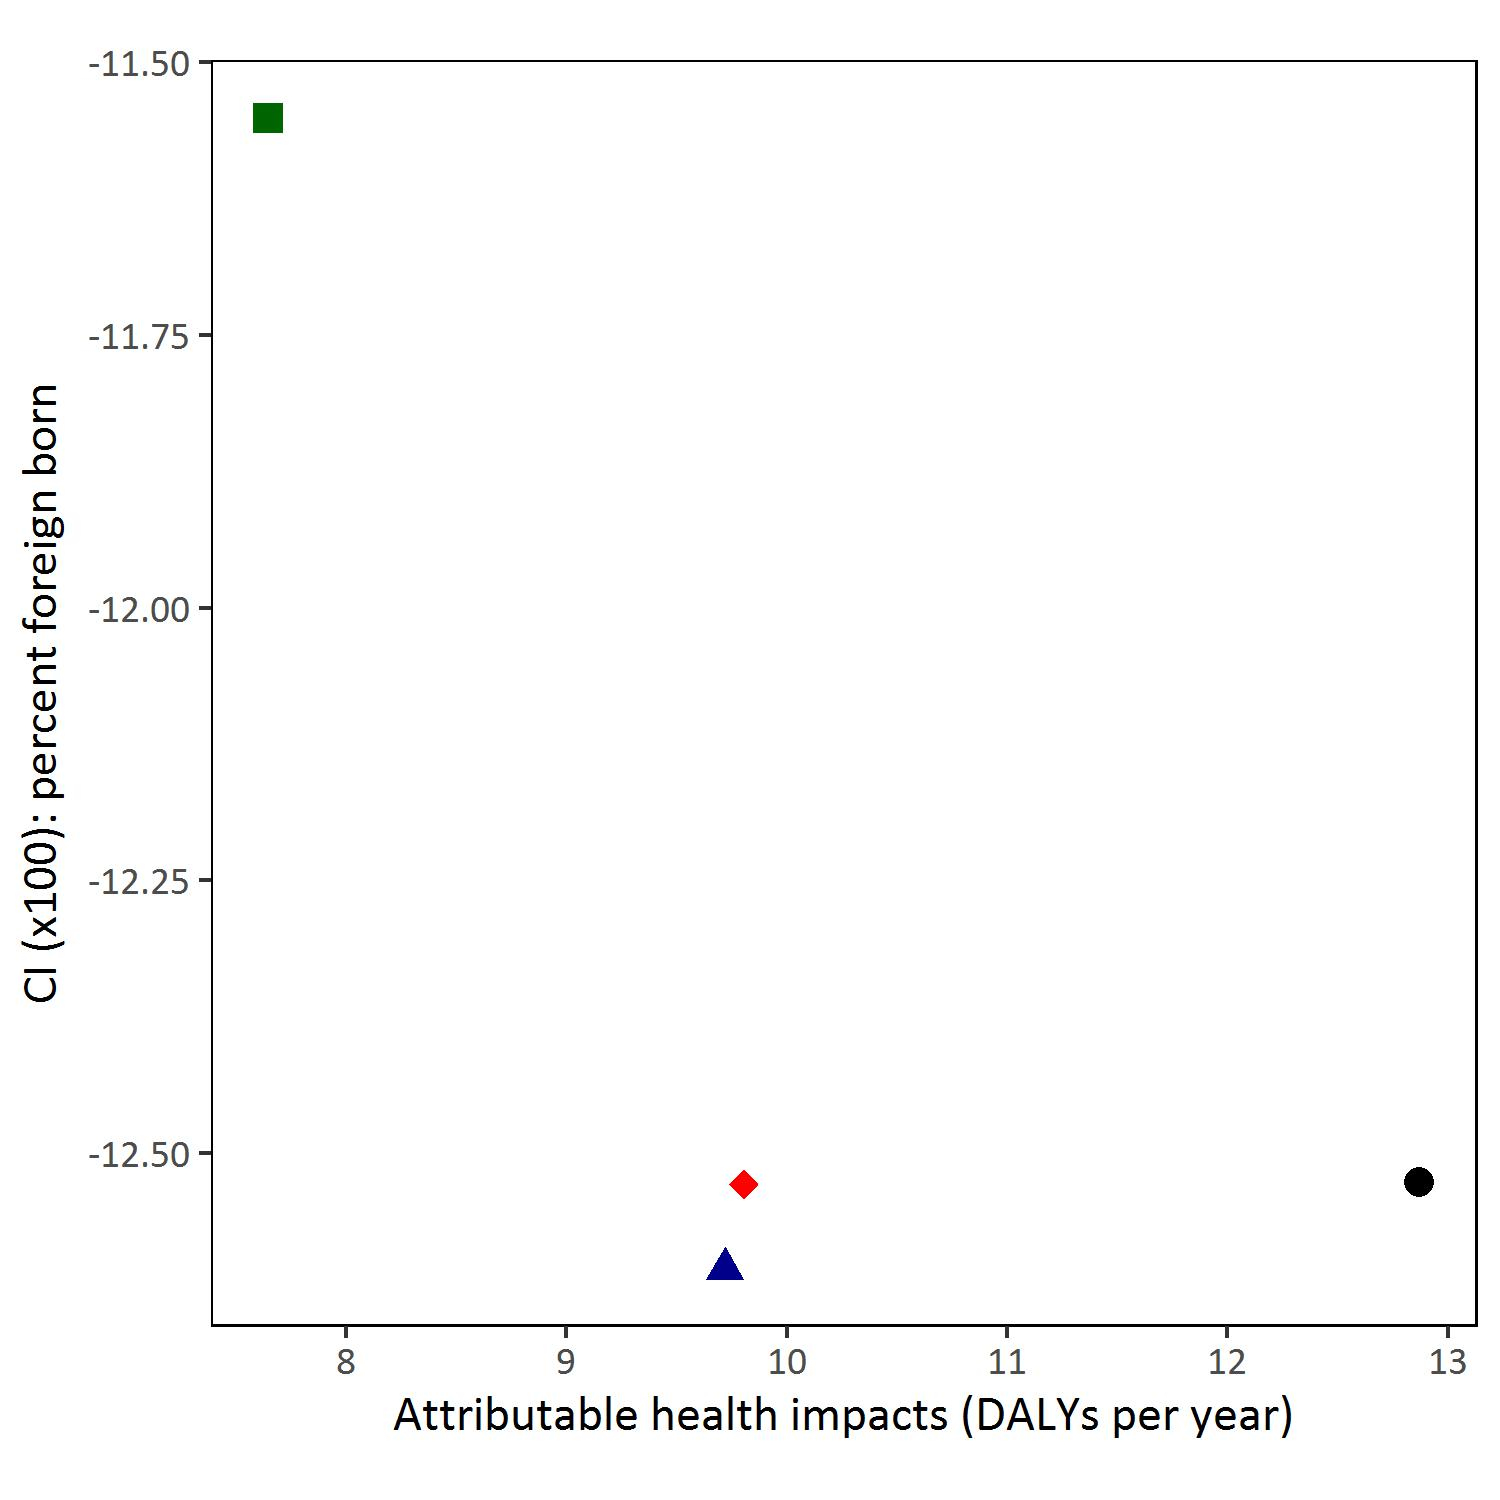 -11.50
-11.75
-12.00
-12.25
-12.50
CI (x100): percent foreign born
8 9 10 11 12 13
Attributable health impacts (DALYs per year)